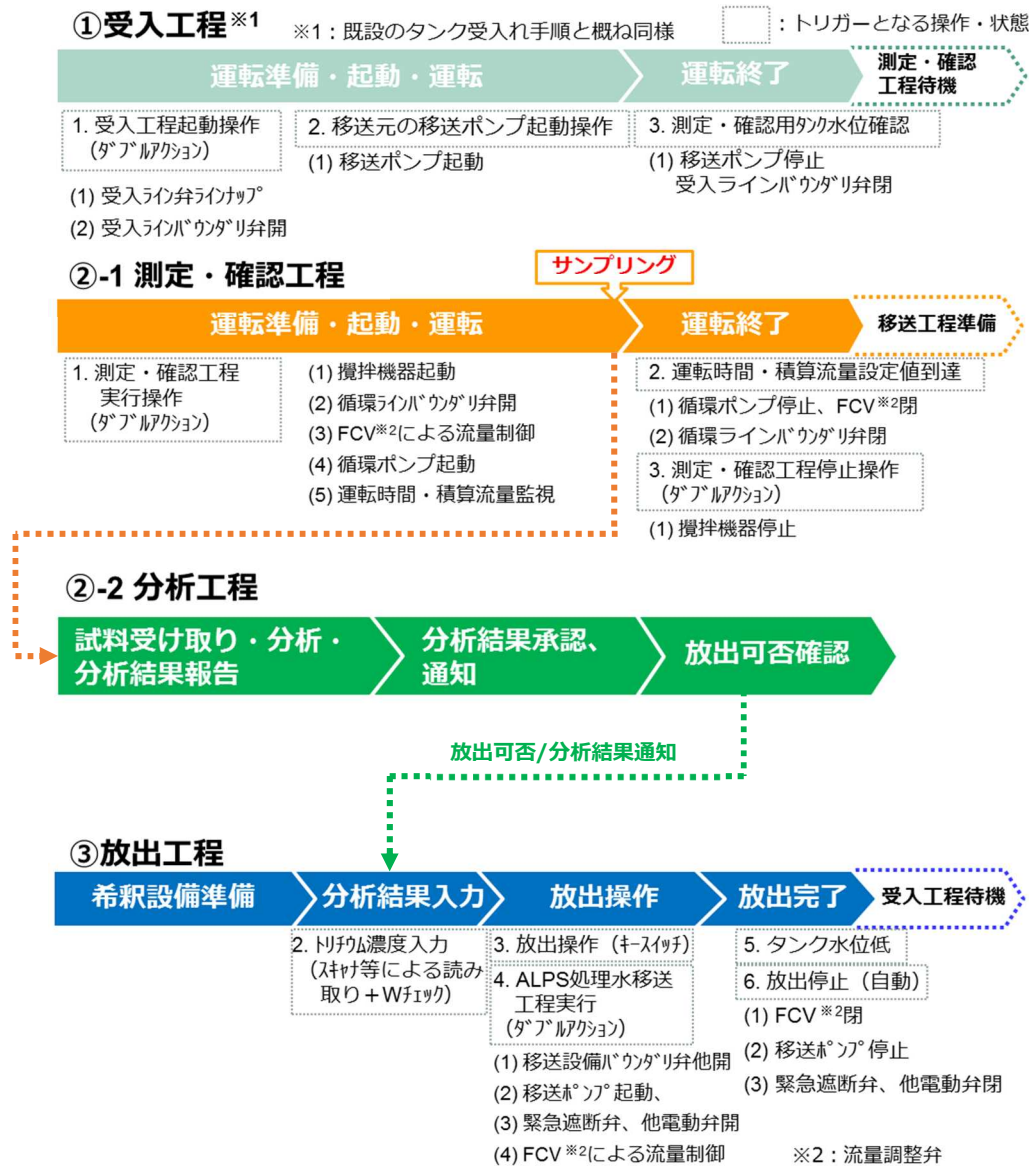 ①受入工程※1
※1：既設のタンク受入れ手順と概ね同様
：トリガーとなる操作・状態
運転準備・起動・運転
運転終了
測定・確認
工程待機
1. 受入工程起動操作
(ﾀﾞﾌﾞﾙｱｸｼｮﾝ)
(1) 受入ﾗｲﾝ弁ﾗｲﾝﾅｯﾌﾟ
(2) 受入ﾗｲﾝﾊﾞｳﾝﾀﾞﾘ弁開
2. 移送元の移送ポンプ起動操作
(1) 移送ポンプ起動
3. 測定・確認用ﾀﾝｸ水位確認
(1) 移送ポンプ停止
受入ラインﾊﾞｳﾝﾀﾞﾘ弁閉
②-1 測定・確認工程
サンプリング
運転準備・起動・運転
運転終了
移送工程準備
1. 測定・確認工程
実行操作
(ﾀﾞﾌﾞﾙｱｸｼｮﾝ)
(1) 攪拌機器起動
(2) 循環ﾗｲﾝﾊﾞｳﾝﾀﾞﾘ弁開
(3) FCV※2による流量制御
(4) 循環ポンプ起動
(5) 運転時間・積算流量監視
2. 運転時間・積算流量設定値到達
(1) 循環ポンプ停止、FCV※2閉
(2) 循環ラインﾊﾞｳﾝﾀﾞﾘ弁閉
3. 測定・確認工程停止操作
(ﾀﾞﾌﾞﾙｱｸｼｮﾝ)
(1) 攪拌機器停止
②-2 分析工程
試料受け取り・分析・
分析結果報告
分析結果承認、
通知
放出可否確認
放出可否/分析結果通知
③放出工程
希釈設備準備
分析結果入力
放出操作
放出完了
受入工程待機
2. ﾄﾘﾁｳﾑ濃度入力
(ｽｷｬﾅ等による読み
取り＋Wﾁｪｯｸ)
3. 放出操作（ｷｰｽｲｯﾁ)
4. ALPS処理水移送
工程実行
(ﾀﾞﾌﾞﾙｱｸｼｮﾝ)
(1) 移送設備ﾊﾞｳﾝﾀﾞﾘ弁他開
(2) 移送ﾎﾟﾝﾌﾟ起動、
(3) 緊急遮断弁、他電動弁開
(4) FCV ※2による流量制御
5. タンク水位低
6. 放出停止（自動）
(1) FCV ※2閉
(2) 移送ﾎﾟﾝﾌﾟ停止
(3) 緊急遮断弁、他電動弁閉
※2：流量調整弁